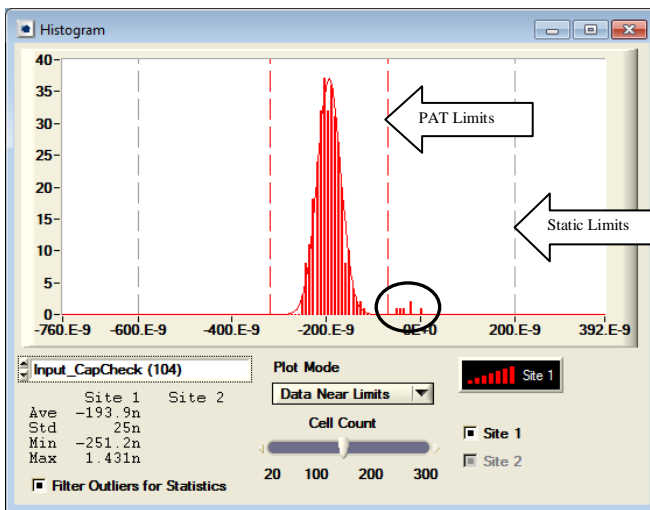 Histogram
40
35
30
25
20
15
10
5
0
PAT Limits
Static Limits
-760.E-9 -600.E-9 -400.E-9 -200.E-9 0E+0 200.E-9 392.E-9
Input_CapCheck (104)
Site 1 Site 2
Ave -193.9n
Std 25n
Min -251.2n
Max 1.431n
Filter Outliers for Statistics
Plot Mode
Data Near Limits
Cell Count
20 100 200 300
Site 1
Site 1
Site 2